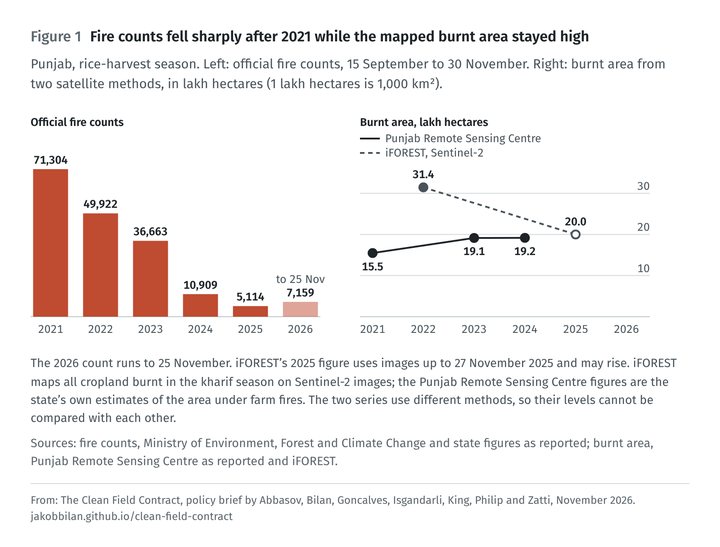 Figure 1 Fire counts fell sharply after 2021 while the mapped burnt area stayed high
Punjab, rice-harvest season. Left: official fire counts, 15 September to 30 November. Right: burnt area from
two satellite methods, in lakh hectares (1 lakh hectares is 1,000 km²).
Official fire counts
71,304
49,922
36,663
10,909
5,114
to 25 Nov
7,159
2021 2022 2023 2024 2025 2026
Burnt area, lakh hectares
Punjab Remote Sensing Centre
iFOREST, Sentinel-2
31.4
30
20.0
20
19.1 19.2
15.5
10
2021 2022 2023 2024 2025 2026
The 2026 count runs to 25 November. iFOREST's 2025 figure uses images up to 27 November 2025 and may rise. iFOREST
maps all cropland burnt in the kharif season on Sentinel-2 images; the Punjab Remote Sensing Centre figures are the
state's own estimates of the area under farm fires. The two series use different methods, so their levels cannot be
compared with each other.
Sources: fire counts, Ministry of Environment, Forest and Climate Change and state figures as reported; burnt area,
Punjab Remote Sensing Centre as reported and iFOREST.
From: The Clean Field Contract, policy brief by Abbasov, Bilan, Goncalves, Isgandarli, King, Philip and Zatti, November 2026.
jakobbilan.github.io/clean-field-contract